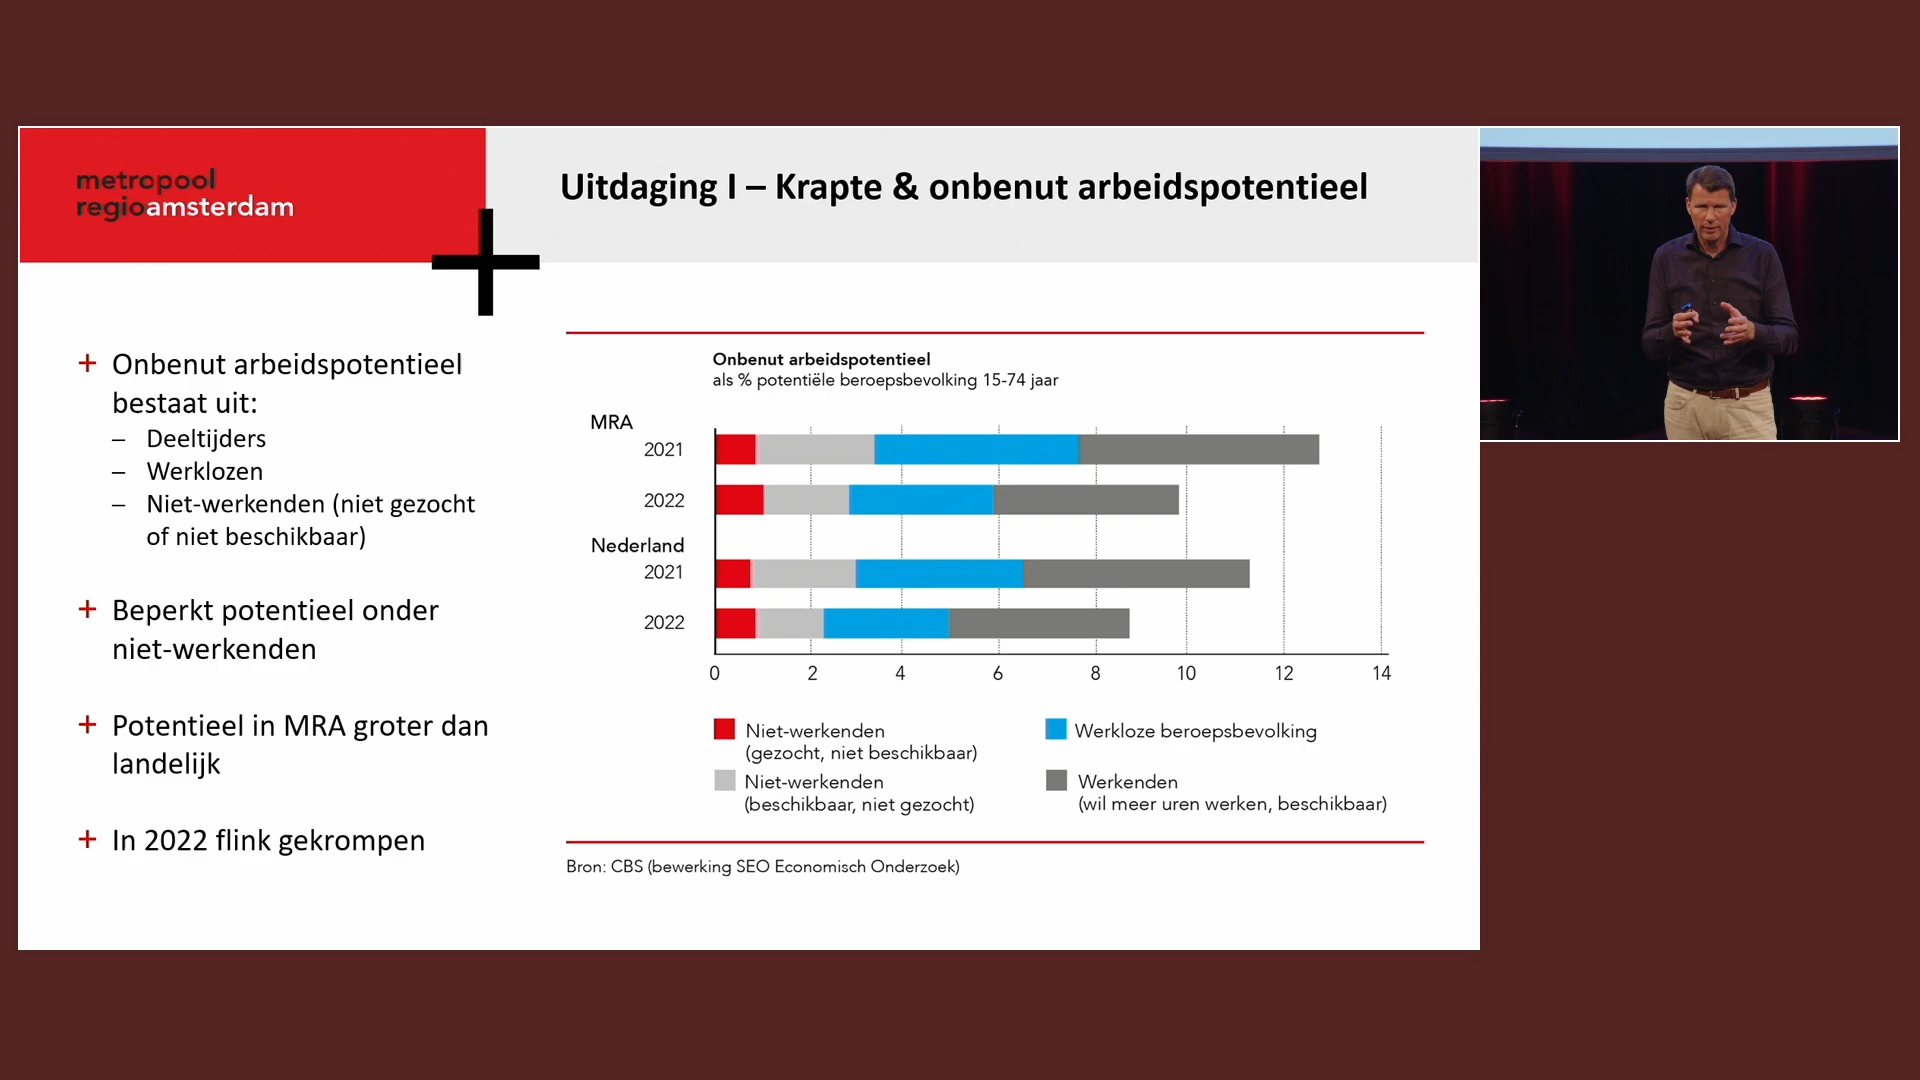 metropool
regioamsterdam
Uitdaging I – Krapte & onbenut arbeidspotentieel
+ Onbenut arbeidspotentieel
bestaat uit:
– Deeltijders
– Werklozen
– Niet-werkenden (niet gezocht
of niet beschikbaar)
+ Beperkt potentieel onder
niet-werkenden
+ Potentieel in MRA groter dan
landelijk
+ In 2022 flink gekrompen
Onbenut arbeidspotentieel
als % potentiële beroepsbevolking 15-74 jaar
MRA
2021
2022
Nederland
2021
2022
0 2 4 6 8 10 12 14
Niet-werkenden
(gezocht, niet beschikbaar)
Werkloze beroepsbevolking
Niet-werkenden
(beschikbaar, niet gezocht)
Werkenden
(wil meer uren werken, beschikbaar)
Bron: CBS (bewerking SEO Economisch Onderzoek)